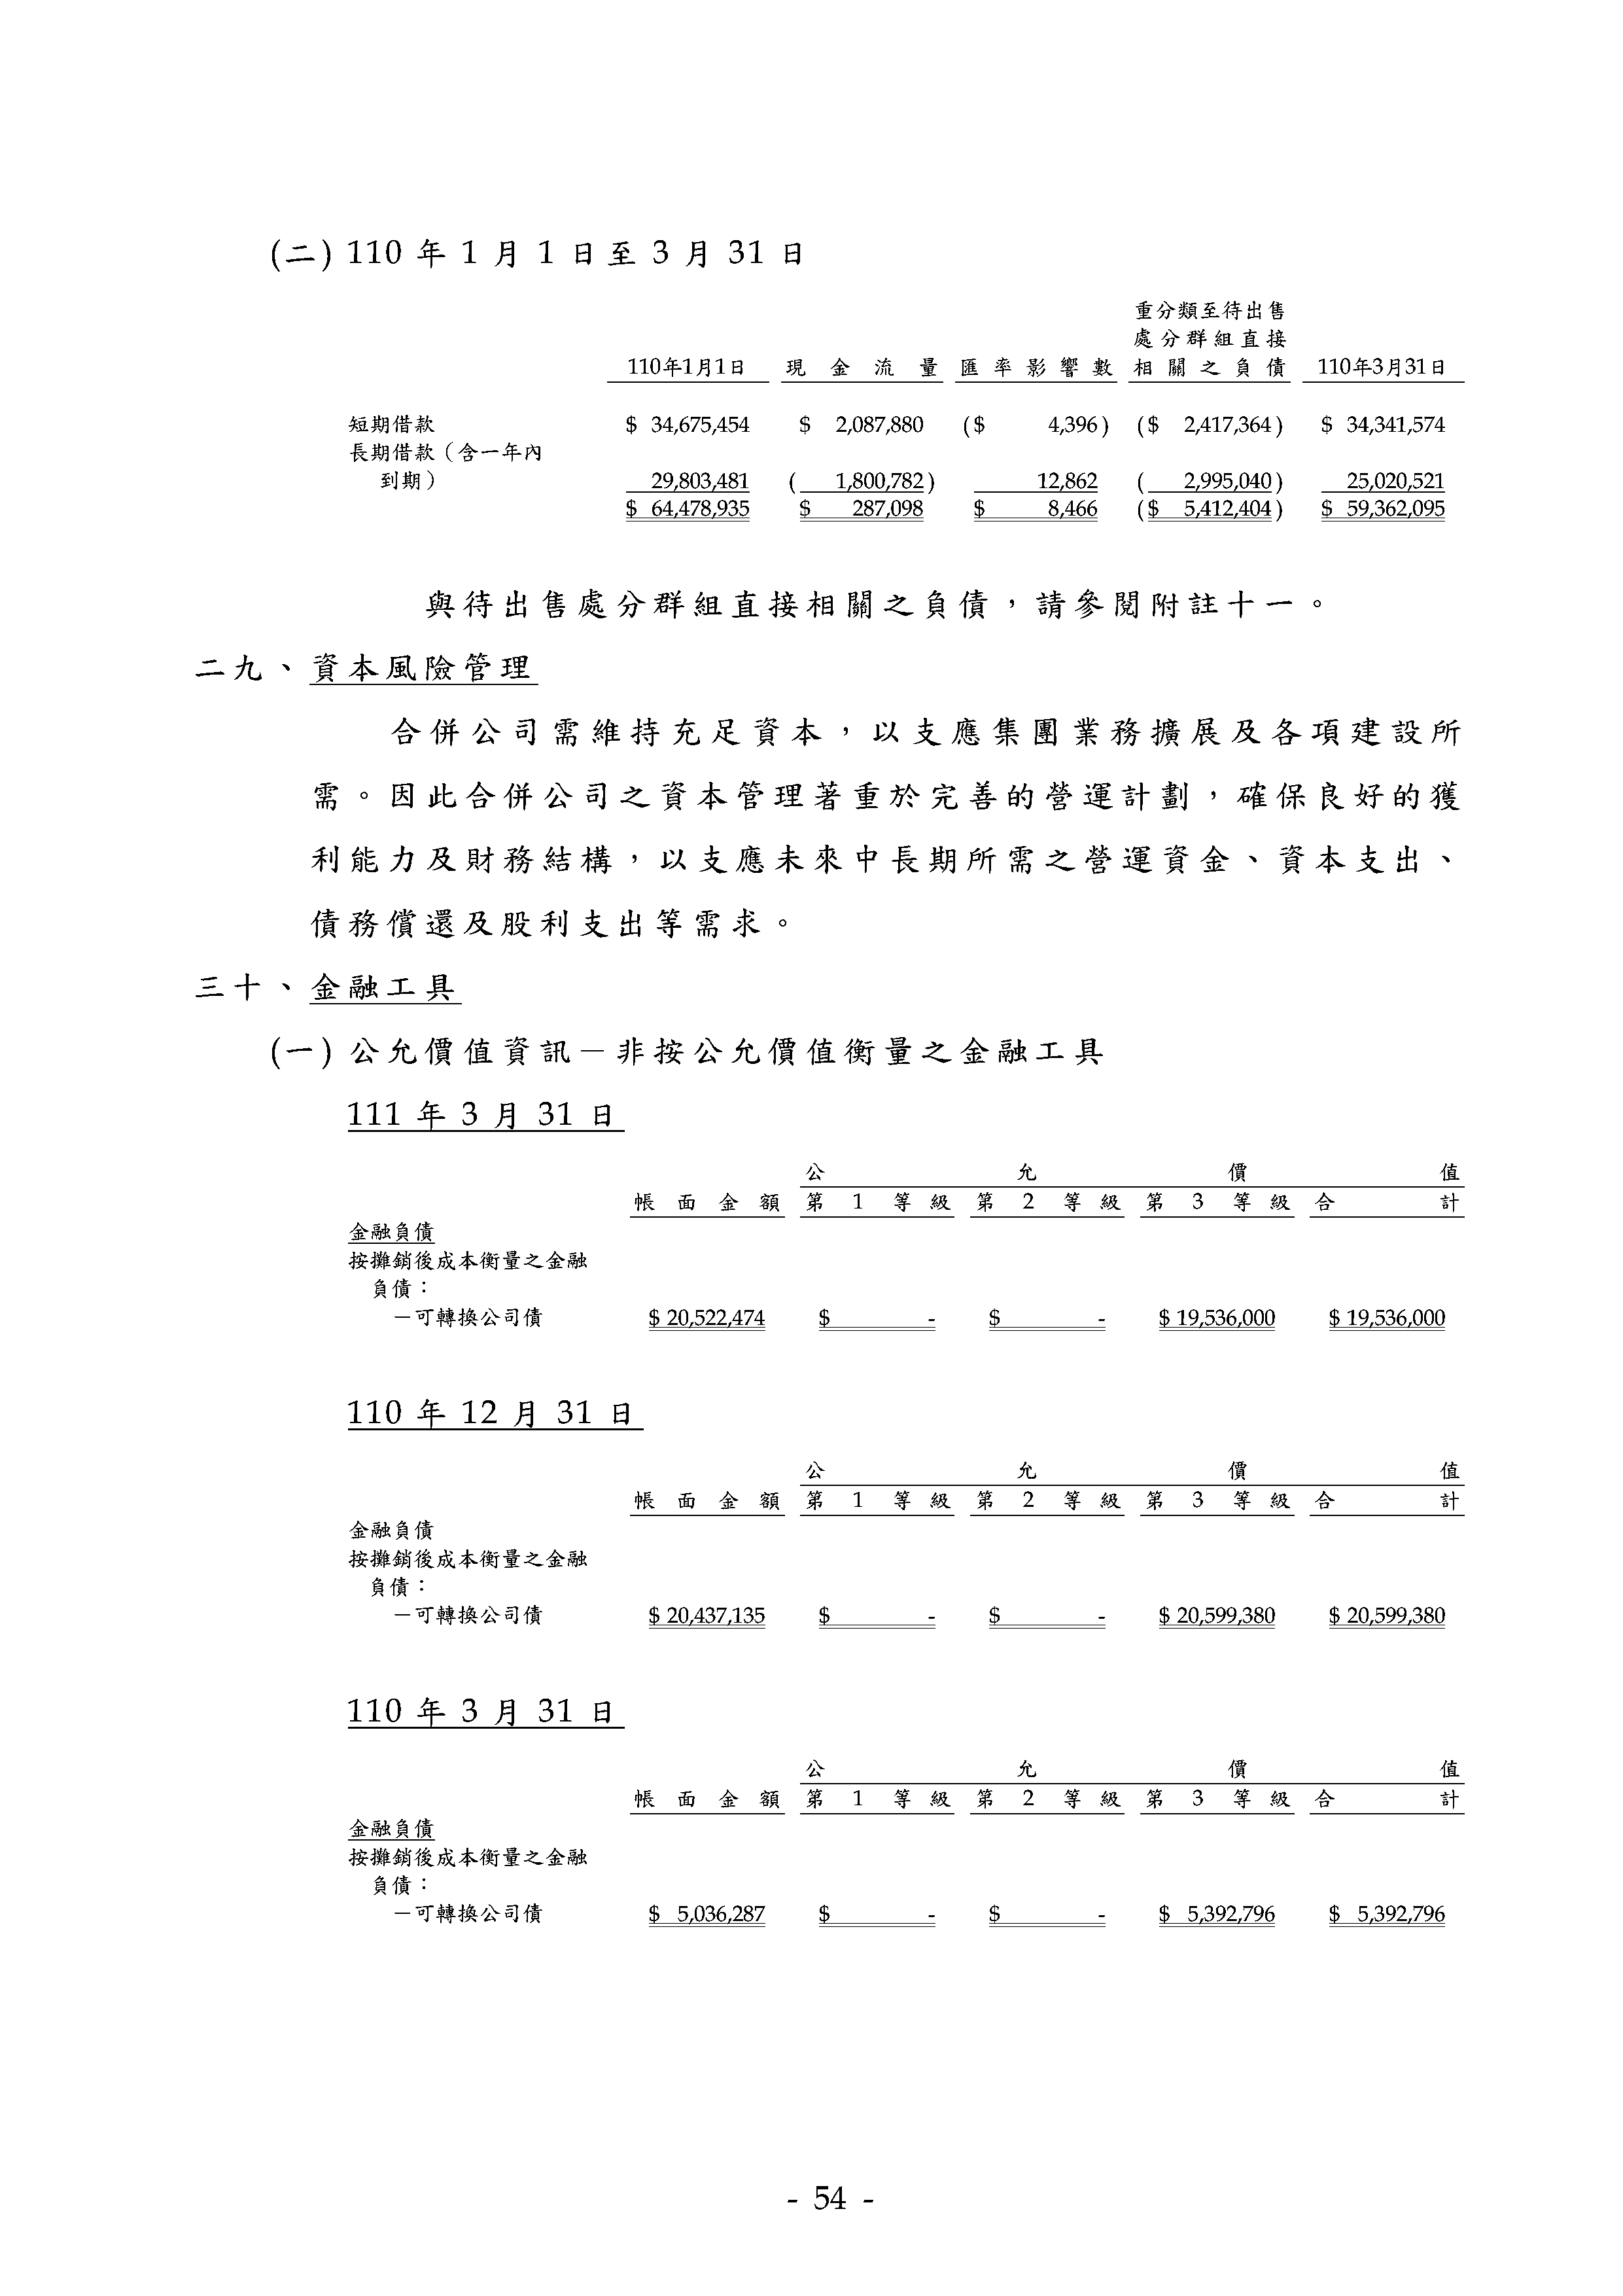 (二) 110 年 1 月 1 日至 3 月 31 日
重分類至待出售
處分群組直接
110年1月1日 現金流量 匯率影響數 相關之負債 110年3月31日
短期借款 $ 34,675,454 $ 2,087,880 ($ 4,396) ($ 2,417,364) $ 34,341,574
長期借款（含一年內
到期） 29,803,481 ( 1,800,782) 12,862 ( 2,995,040) 25,020,521
$ 64,478,935 $ 287,098 $ 8,466 ($ 5,412,404) $ 59,362,095
與待出售處分群組直接相關之負債，請參閱附註十一。
二九、資本風險管理
合併公司需維持充足資本，以支應集團業務擴展及各項建設所
需。因此合併公司之資本管理著重於完善的營運計劃，確保良好的獲
利能力及財務結構，以支應未來中長期所需之營運資金、資本支出、
債務償還及股利支出等需求。
三十、金融工具
(一) 公允價值資訊－非按公允價值衡量之金融工具
111 年 3 月 31 日
公允價值
帳面金額 第1等級 第2等級 第3等級 合計
金融負債
按攤銷後成本衡量之金融
負債：
－可轉換公司債 $ 20,522,474 $ - $ - $ 19,536,000 $ 19,536,000
110 年 12 月 31 日
公允價值
帳面金額 第1等級 第2等級 第3等級 合計
金融負債
按攤銷後成本衡量之金融
負債：
－可轉換公司債 $ 20,437,135 $ - $ - $ 20,599,380 $ 20,599,380
110 年 3 月 31 日
公允價值
帳面金額 第1等級 第2等級 第3等級 合計
金融負債
按攤銷後成本衡量之金融
負債：
－可轉換公司債 $ 5,036,287 $ - $ - $ 5,392,796 $ 5,392,796
- 54 -